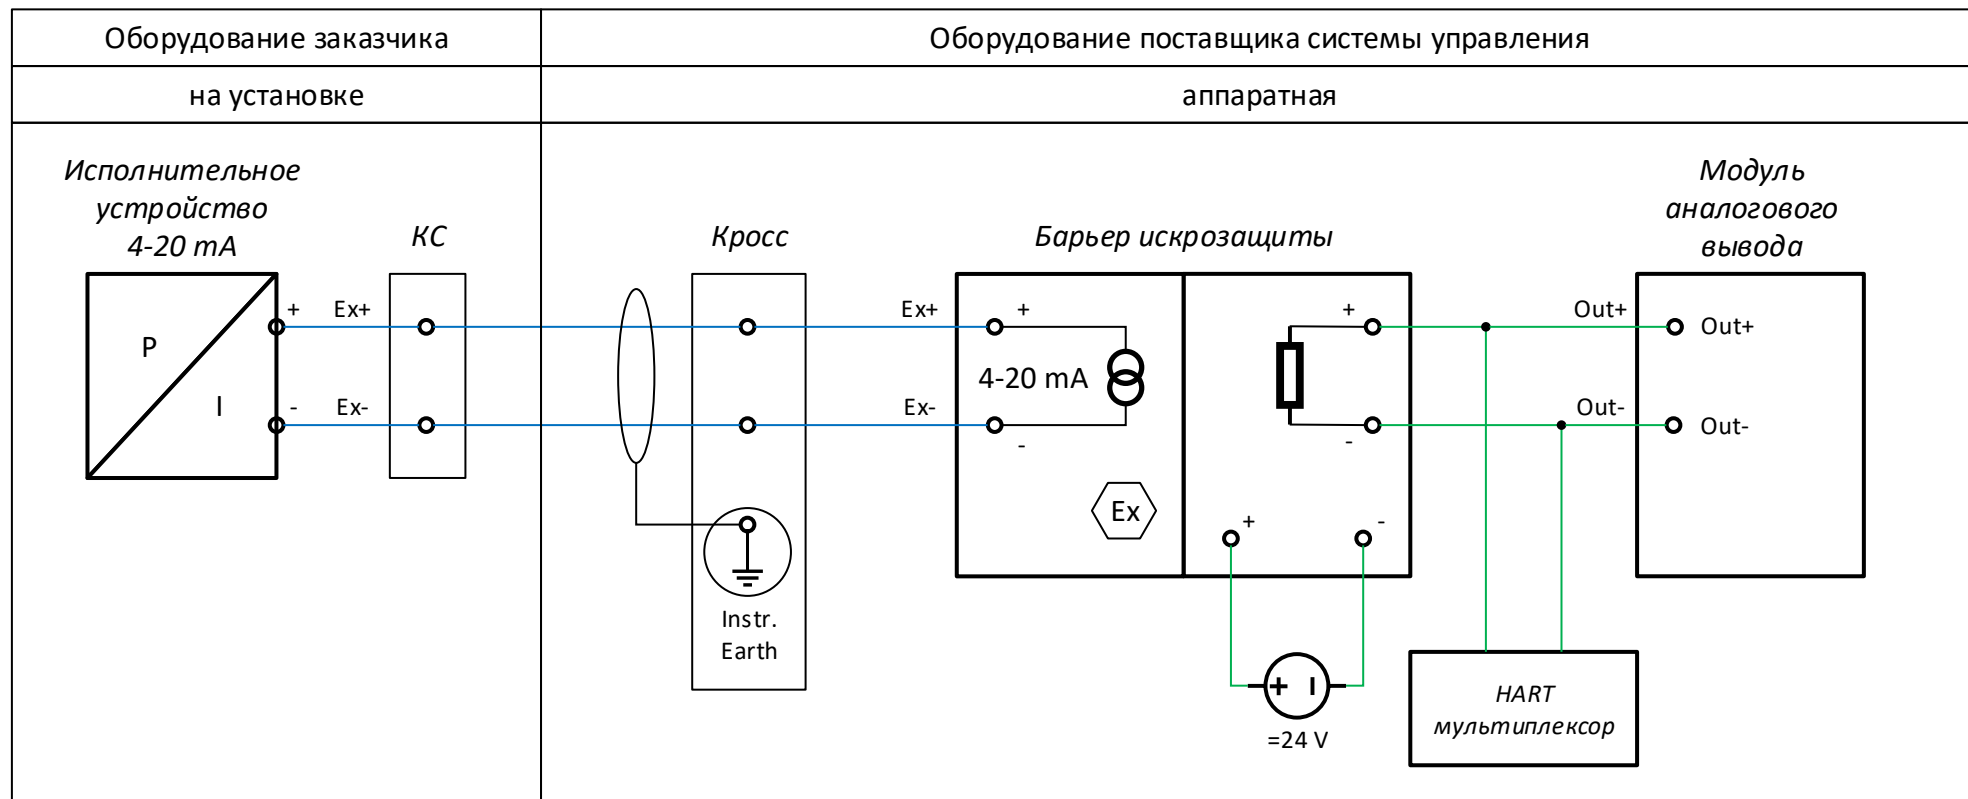 Оборудование заказчика
Оборудование поставщика системы управления
на установке
аппаратная
Исполнительное
устройство
4-20 mA
КС
Кросс
Барьер искрозащиты
Модуль
аналогового
вывода
P
I
+
Ex+
-
Ex-
Ex+
+
Ex-
-
4-20 mA
Ex
+
-
Out+
Out+
Out-
Out-
+
-
Instr.
Earth
=24 V
HART
мультиплексор